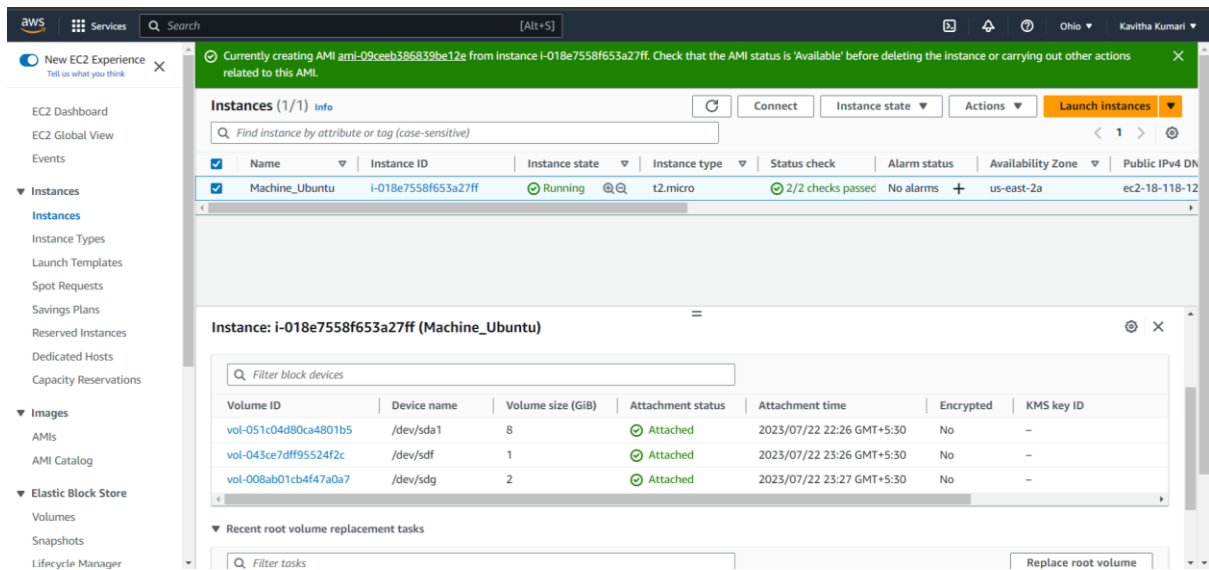 aws Services Search [Alt+S] Ohio ▼ Kavitha Kumari ▼
New EC2 Experience
Tell us what you think
EC2 Dashboard
EC2 Global View
Events
Instances
Instances
Instance Types
Launch Templates
Spot Requests
Savings Plans
Reserved Instances
Dedicated Hosts
Capacity Reservations
Images
AMIs
AMI Catalog
Elastic Block Store
Volumes
Snapshots
Lifecycle Manager
Currently creating AMI ami-09ceeb386839be12e from instance i-018e7558f653a27ff. Check that the AMI status is 'Available' before deleting the instance or carrying out other actions
related to this AMI.
Instances (1/1) Info Connect Instance state ▼ Actions ▼ Launch instances ▼
Find instance by attribute or tag (case-sensitive) < 1 >
Name Instance ID Instance state Instance type Status check Alarm status Availability Zone Public IPv4 DN
Machine_Ubuntu i-018e7558f653a27ff Running t2.micro 2/2 checks passed No alarms + us-east-2a ec2-18-118-12
Instance: i-018e7558f653a27ff (Machine_Ubuntu)
Filter block devices
Volume ID Device name Volume size (GiB) Attachment status Attachment time Encrypted KMS key ID
vol-051c04d80ca4801b5 /dev/sda1 8 Attached 2023/07/22 22:26 GMT+5:30 No –
vol-043ce7dff95524f2c /dev/sdf 1 Attached 2023/07/22 23:26 GMT+5:30 No –
vol-008ab01cb4f47a0a7 /dev/sdg 2 Attached 2023/07/22 23:27 GMT+5:30 No –
Recent root volume replacement tasks
Filter tasks Replace root volume